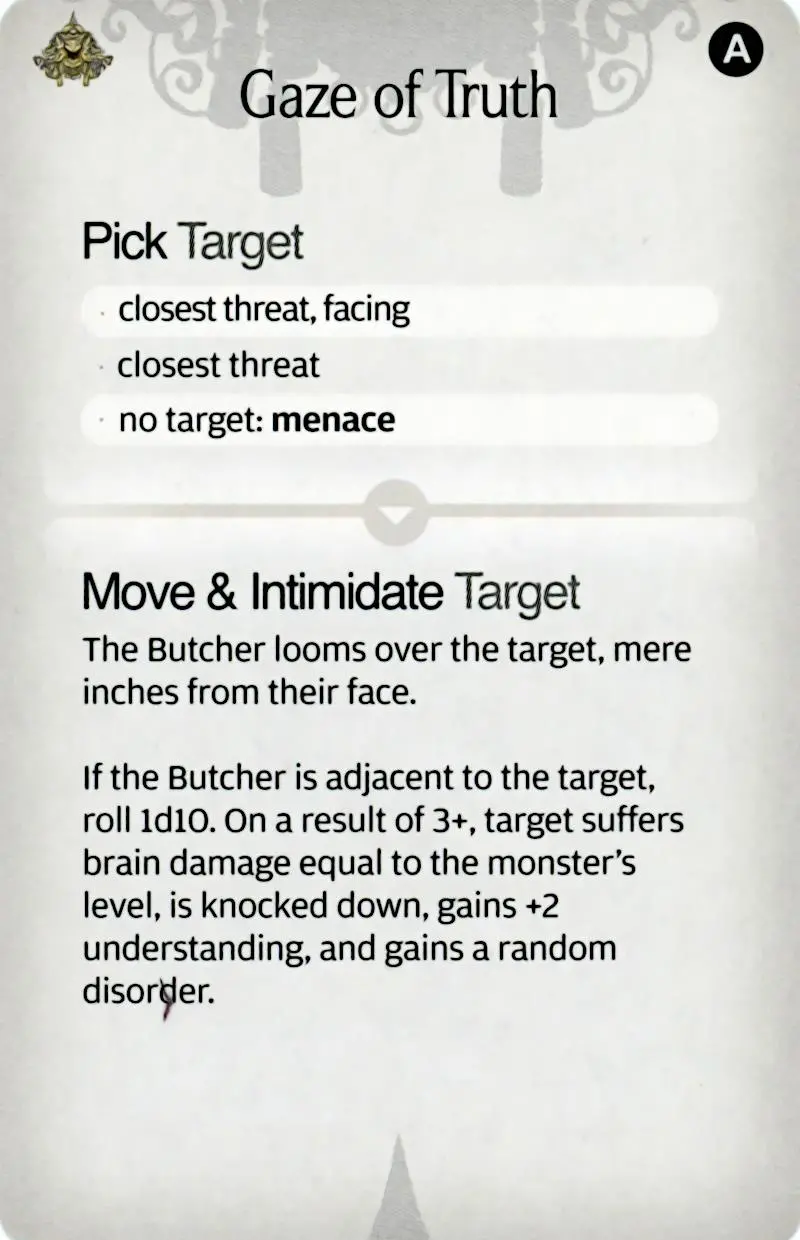 A
Gaze of Truth
Pick Target
· closest threat, facing
· closest threat
· no target: menace
Move & Intimidate Target
The Butcher looms over the target, mere
inches from their face.
If the Butcher is adjacent to the target,
roll 1d10. On a result of 3+, target suffers
brain damage equal to the monster’s
level, is knocked down, gains +2
understanding, and gains a random
disorder.